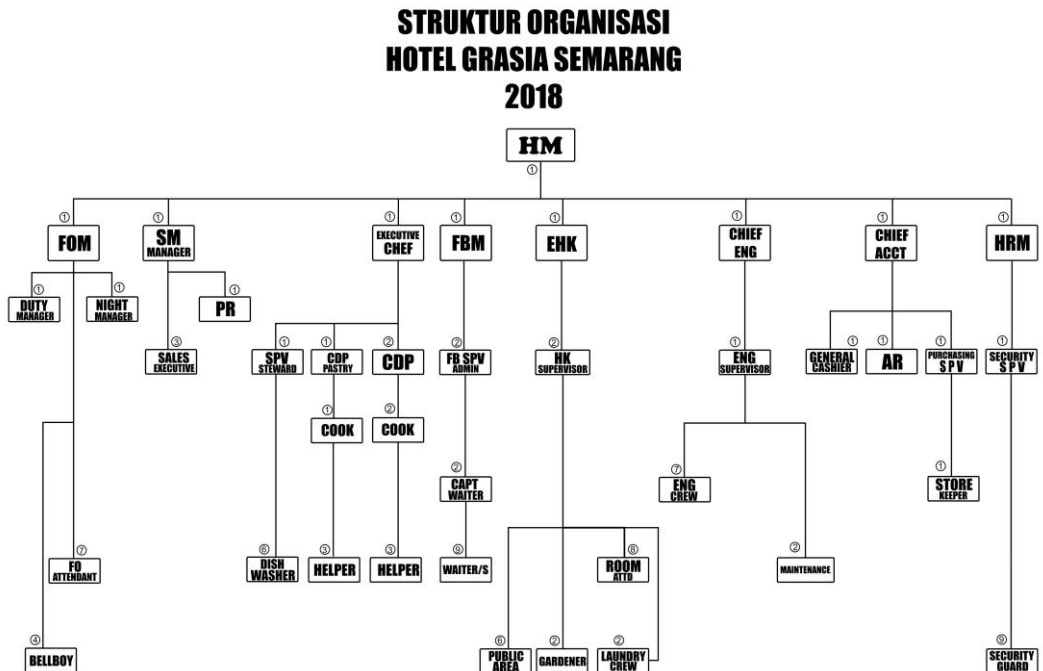 STRUKTUR ORGANISASI
HOTEL GRASIA SEMARANG
2018
HM
①
① ① ① ① ① ① ① ①
FOM
SM
MANAGER
EXECUTIVE
CHEF
FBM
EHK
CHIEF
ENG
CHIEF
ACCT
HRM
① ① ①
DUTY
MANAGER
NIGHT
MANAGER
PR
③ ① ① ② ② ② ① ① ① ① ①
SALES
EXECUTIVE
SPV
STEWARD
CDP
PASTRY
CDP
FB SPV
ADMIN
HK
SUPERVISOR
ENG
SUPERVISOR
GENERAL
CASHIER
AR
PURCHASING
SPV
SECURITY
SPV
① ②
COOK
COOK
② ⑦ ①
CAPT
WAITER
ENG
CREW
STORE
KEEPER
⑦ ⑥ ③ ③ ⑨ ⑧ ②
FO
ATTENDANT
DISH
WASHER
HELPER
HELPER
WAITER/S
ROOM
ATTD
MAINTENANCE
④ ⑥ ② ② ⑨
BELLBOY
PUBLIC
AREA
GARDENER
LAUNDRY
CREW
SECURITY
GUARD